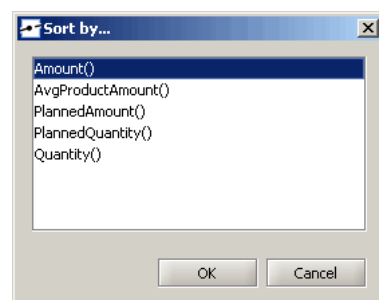 Sort by...
Amount()
AvgProductAmount()
PlannedAmount()
PlannedQuantity()
Quantity()
OK Cancel